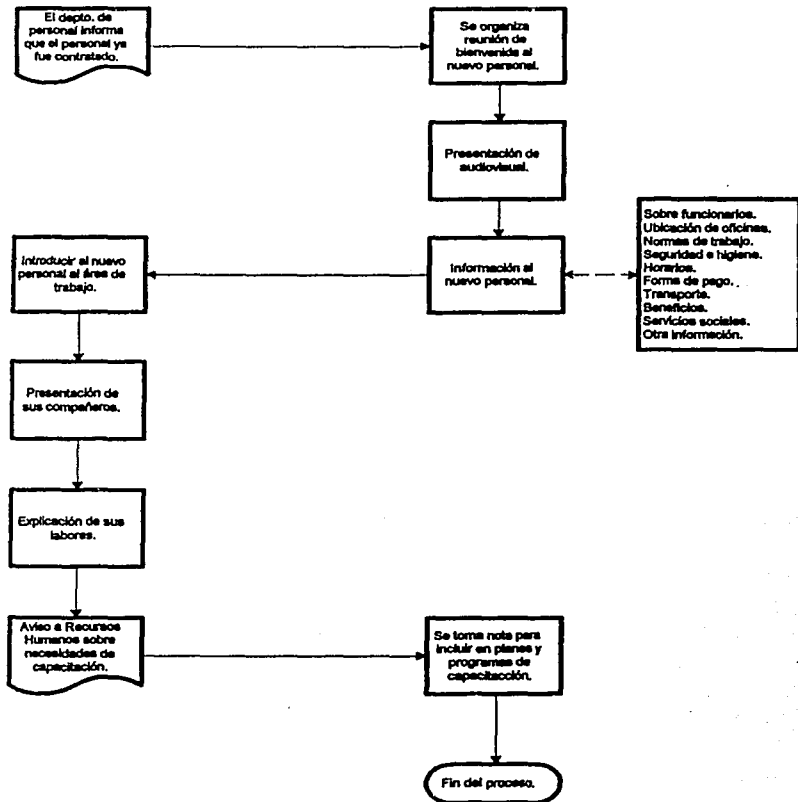 El depto. de
personal informa
que el personal ya
fue contratado.
Se organiza
reunión de
bienvenida al
nuevo personal.
Presentación de
audiovisual.
Información al
nuevo personal.
Sobre funcionarios.
Ubicación de oficinas.
Normas de trabajo.
Seguridad e higiene.
Horarios.
Forma de pago.
Transporte.
Beneficios.
Servicios sociales.
Otra información.
Introducir al nuevo
personal al área de
trabajo.
Presentación de
sus compañeros.
Explicación de sus
labores.
Aviso a Recursos
Humanos sobre
necesidades de
capacitación.
Se toma nota para
incluir en planes y
programas de
capacitacción.
Fin del proceso.